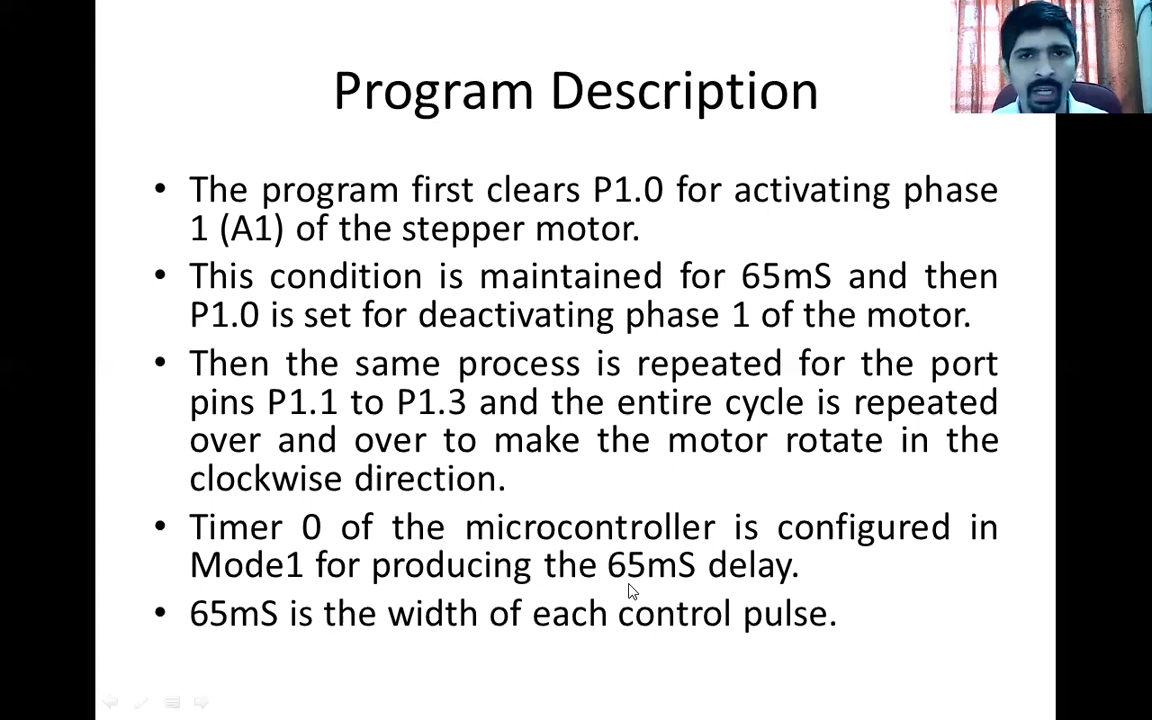 Program Description
• The program first clears P1.0 for activating phase
1 (A1) of the stepper motor.
• This condition is maintained for 65mS and then
P1.0 is set for deactivating phase 1 of the motor.
• Then the same process is repeated for the port
pins P1.1 to P1.3 and the entire cycle is repeated
over and over to make the motor rotate in the
clockwise direction.
• Timer 0 of the microcontroller is configured in
Mode1 for producing the 65mS delay.
• 65mS is the width of each control pulse.